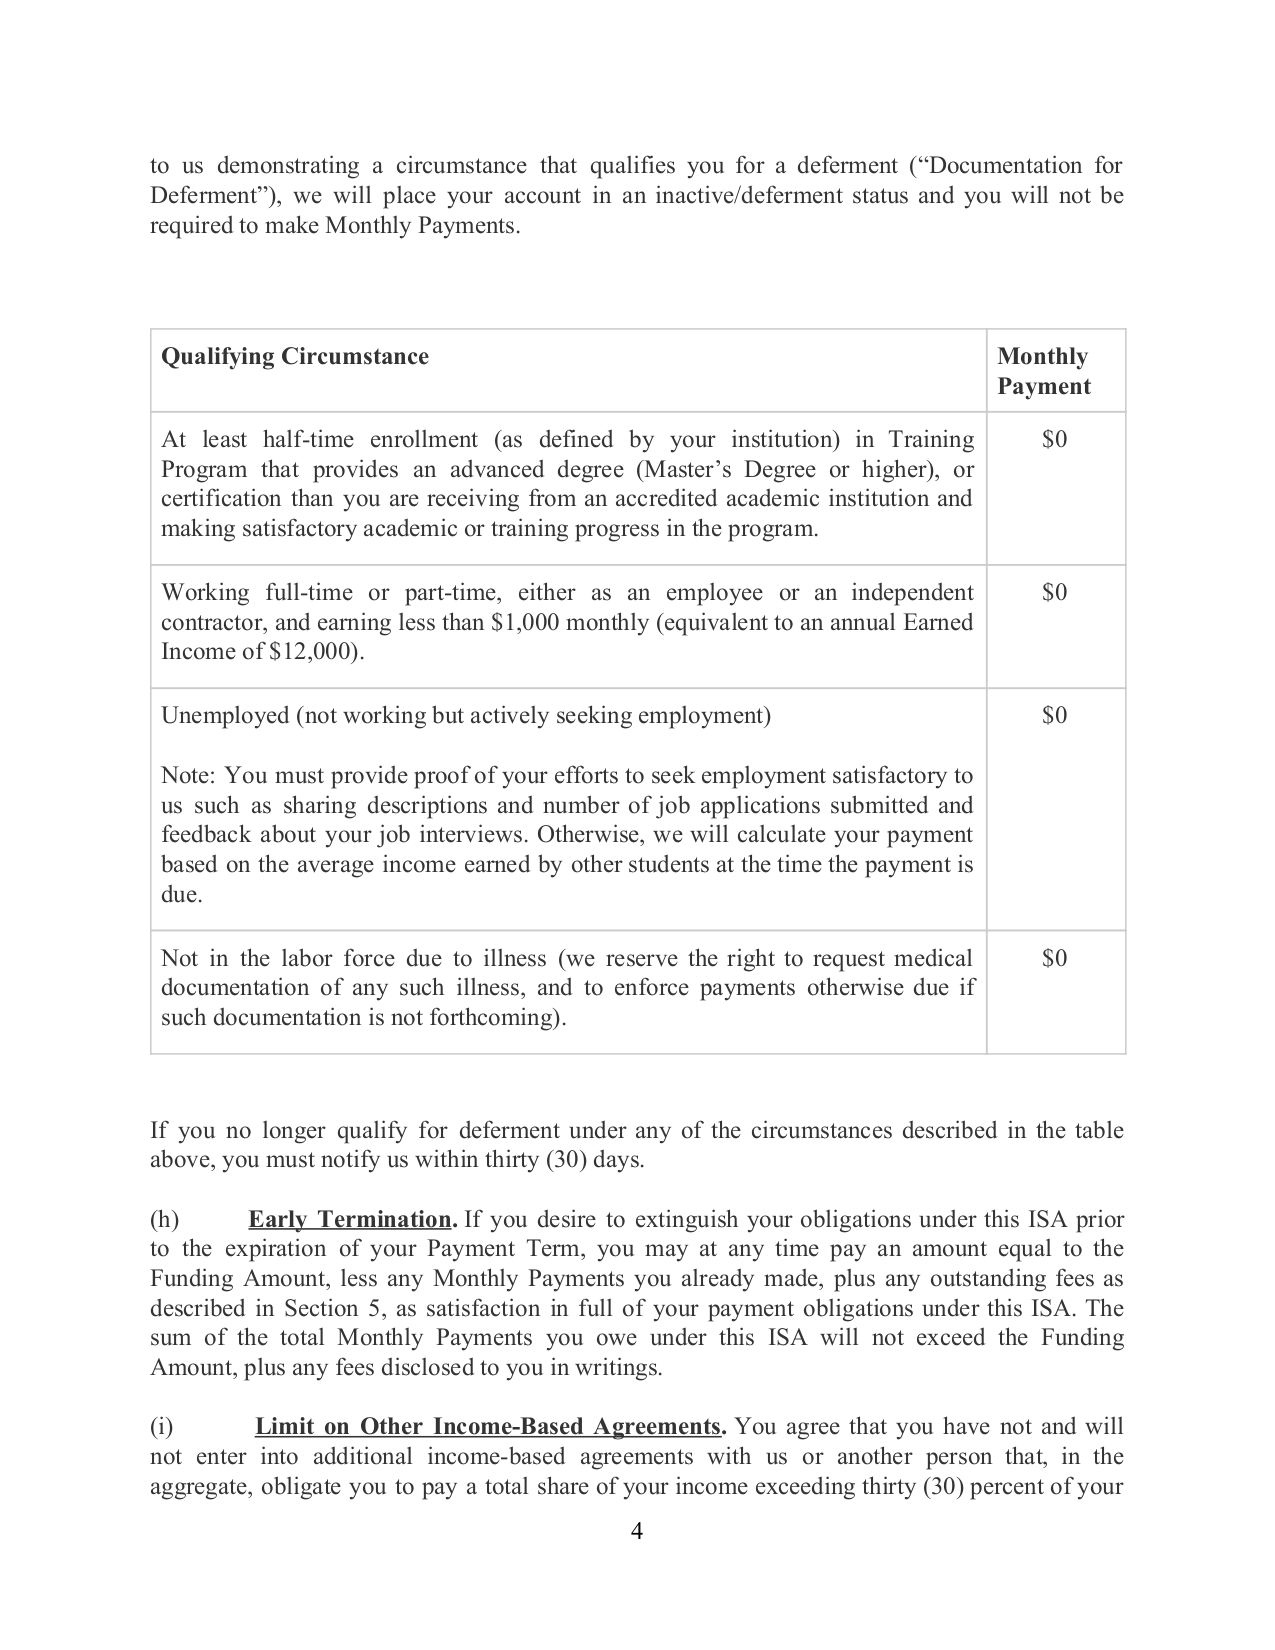 to us demonstrating a circumstance that qualifies you for a deferment (“Documentation for
Deferment”), we will place your account in an inactive/deferment status and you will not be
required to make Monthly Payments.
Qualifying Circumstance
Monthly
Payment
At least half-time enrollment (as defined by your institution) in Training
Program that provides an advanced degree (Master’s Degree or higher), or
certification than you are receiving from an accredited academic institution and
making satisfactory academic or training progress in the program.
$0
Working full-time or part-time, either as an employee or an independent
contractor, and earning less than $1,000 monthly (equivalent to an annual Earned
Income of $12,000).
$0
Unemployed (not working but actively seeking employment)
$0
Note: You must provide proof of your efforts to seek employment satisfactory to
us such as sharing descriptions and number of job applications submitted and
feedback about your job interviews. Otherwise, we will calculate your payment
based on the average income earned by other students at the time the payment is
due.
Not in the labor force due to illness (we reserve the right to request medical
documentation of any such illness, and to enforce payments otherwise due if
such documentation is not forthcoming).
$0
If you no longer qualify for deferment under any of the circumstances described in the table
above, you must notify us within thirty (30) days.
(h) Early Termination. If you desire to extinguish your obligations under this ISA prior
to the expiration of your Payment Term, you may at any time pay an amount equal to the
Funding Amount, less any Monthly Payments you already made, plus any outstanding fees as
described in Section 5, as satisfaction in full of your payment obligations under this ISA. The
sum of the total Monthly Payments you owe under this ISA will not exceed the Funding
Amount, plus any fees disclosed to you in writings.
(i) Limit on Other Income-Based Agreements. You agree that you have not and will
not enter into additional income-based agreements with us or another person that, in the
aggregate, obligate you to pay a total share of your income exceeding thirty (30) percent of your
4